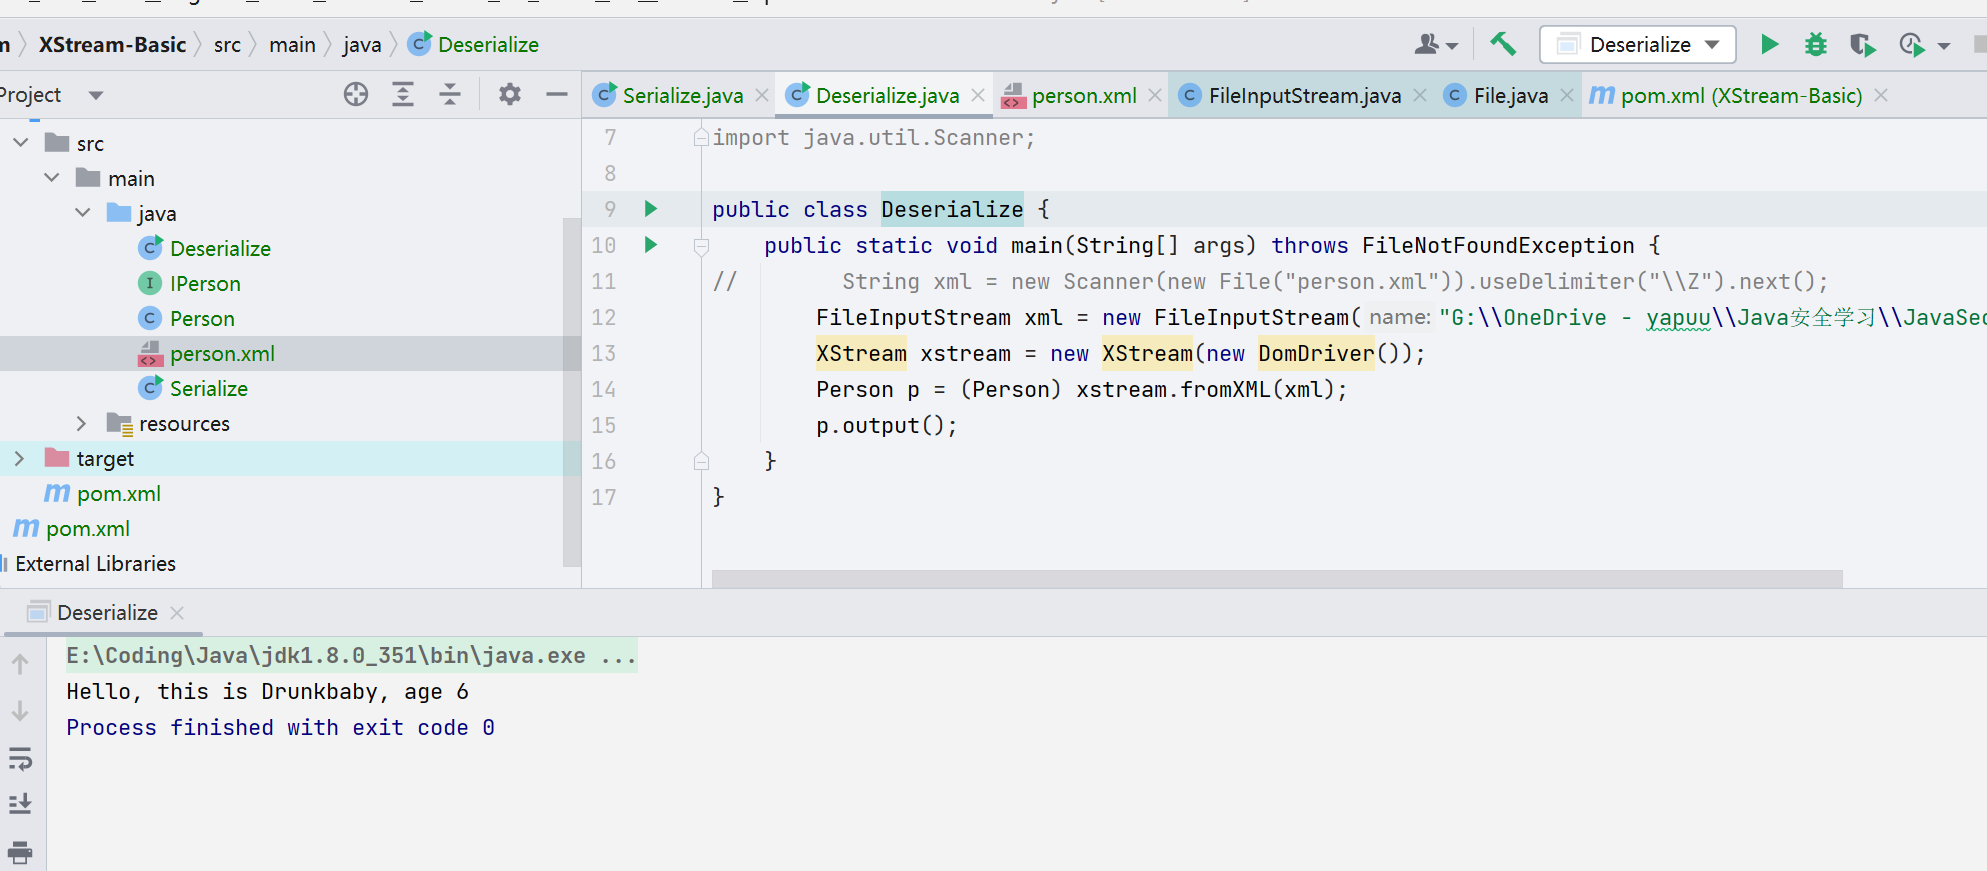 XStream-Basic src main java Deserialize
Deserialize
Project
Serialize.java Deserialize.java person.xml FileInputStream.java File.java pom.xml (XStream-Basic)
src
main
java
Deserialize
IPerson
Person
person.xml
Serialize
resources
target
pom.xml
pom.xml
External Libraries
7 import java.util.Scanner;
8
9 public class Deserialize {
10 public static void main(String[] args) throws FileNotFoundException {
11 // String xml = new Scanner(new File("person.xml")).useDelimiter("\\Z").next();
12 FileInputStream xml = new FileInputStream( name: "G:\\OneDrive - yapuu\\Java安全学习\\JavaSec
13 XStream xstream = new XStream(new DomDriver());
14 Person p = (Person) xstream.fromXML(xml);
15 p.output();
16 }
17 }
Deserialize
E:\Coding\Java\jdk1.8.0_351\bin\java.exe ...
Hello, this is Drunkbaby, age 6
Process finished with exit code 0